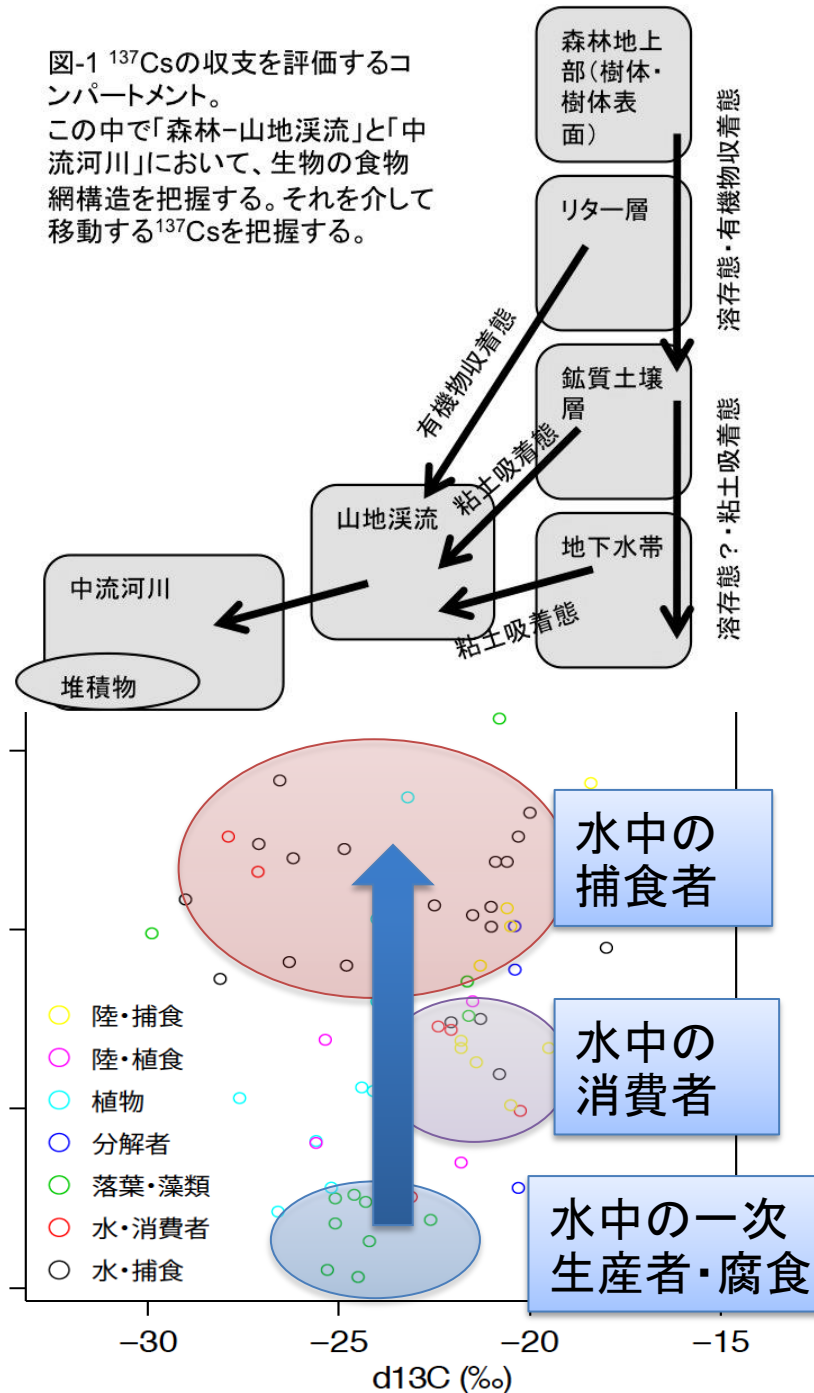 図-1 137Csの収支を評価するコ
ンパートメント。
この中で「森林−山地渓流」と「中
流河川」において、生物の食物
網構造を把握する。それを介して
移動する137Csを把握する。
森林地上
部(樹体・
樹体表
面)
リター層
鉱質土壌
層
地下水帯
山地渓流
中流河川
堆積物
溶存態・有機物収着態
溶存態？・粘土吸着態
有機物収着態
粘土吸着態
粘土吸着態
水中の
捕食者
水中の
消費者
水中の一次
生産者・腐食
陸・捕食
陸・植食
植物
分解者
落葉・藻類
水・消費者
水・捕食
−30
−25
−20
−15
d13C (‰)